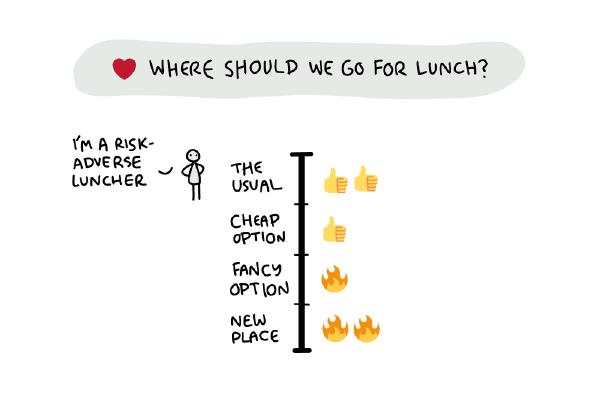 WHERE SHOULD WE GO FOR LUNCH?
I'M A RISK-
ADVERSE
LUNCHER
THE
USUAL
CHEAP
OPTION
FANCY
OPTION
NEW
PLACE